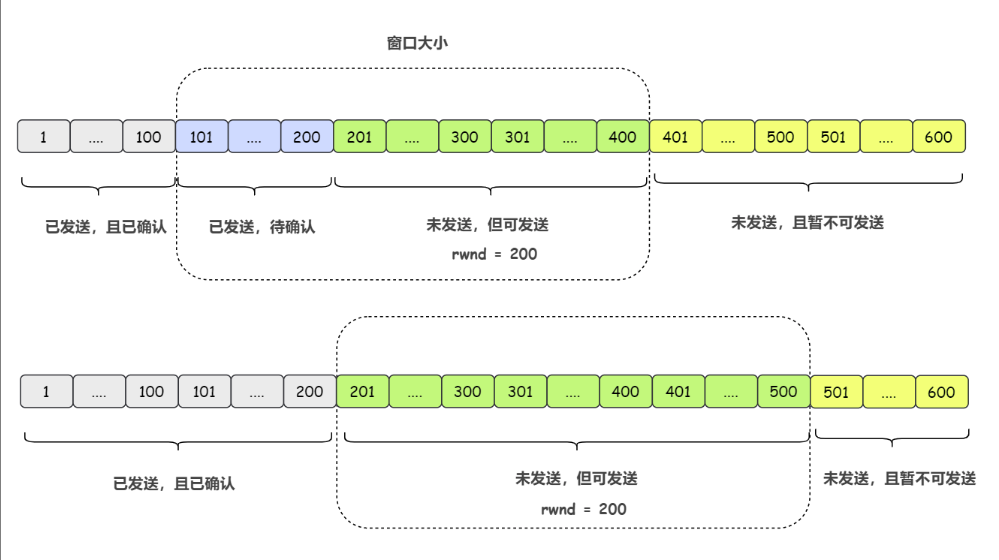 窗口大小
1 .... 100 101 .... 200 201 .... 300 301 .... 400 401 .... 500 501 .... 600
已发送，且已确认 已发送，待确认 未发送，但可发送 未发送，且暂不可发送
rwnd = 200
1 .... 100 101 .... 200 201 .... 300 301 .... 400 401 .... 500 501 .... 600
已发送，且已确认 未发送，但可发送 未发送，且暂不可发送
rwnd = 200